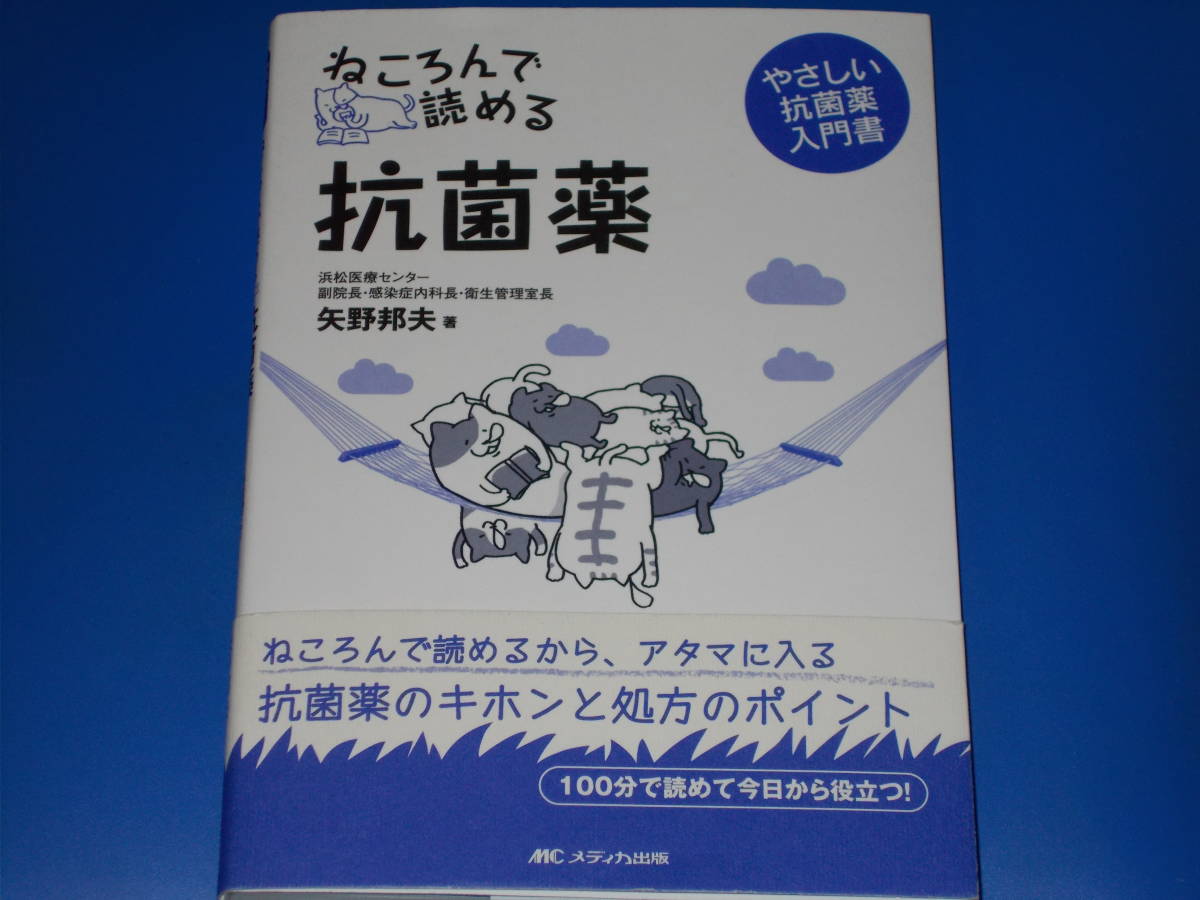 ねころんで
読める
やさしい
抗菌薬
入門書
抗菌薬
浜松医療センター
副院長・感染症内科長・衛生管理室長
矢野邦夫 著
ねころんで読めるから、アタマに入る
抗菌薬のキホンと処方のポイント
100分で読めて今日から役立つ!
MC メディカ出版